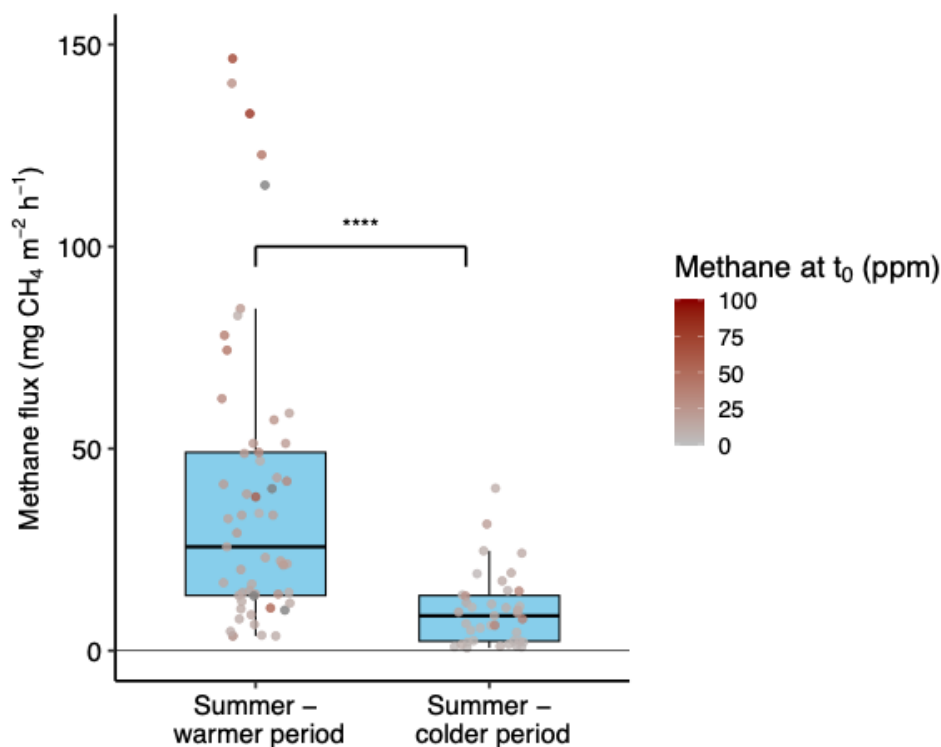 Methane flux (mg CH₄ m⁻² h⁻¹)
150
100
50
0
****
Summer –
warmer period
Summer –
colder period
Methane at t₀ (ppm)
100
75
50
25
0